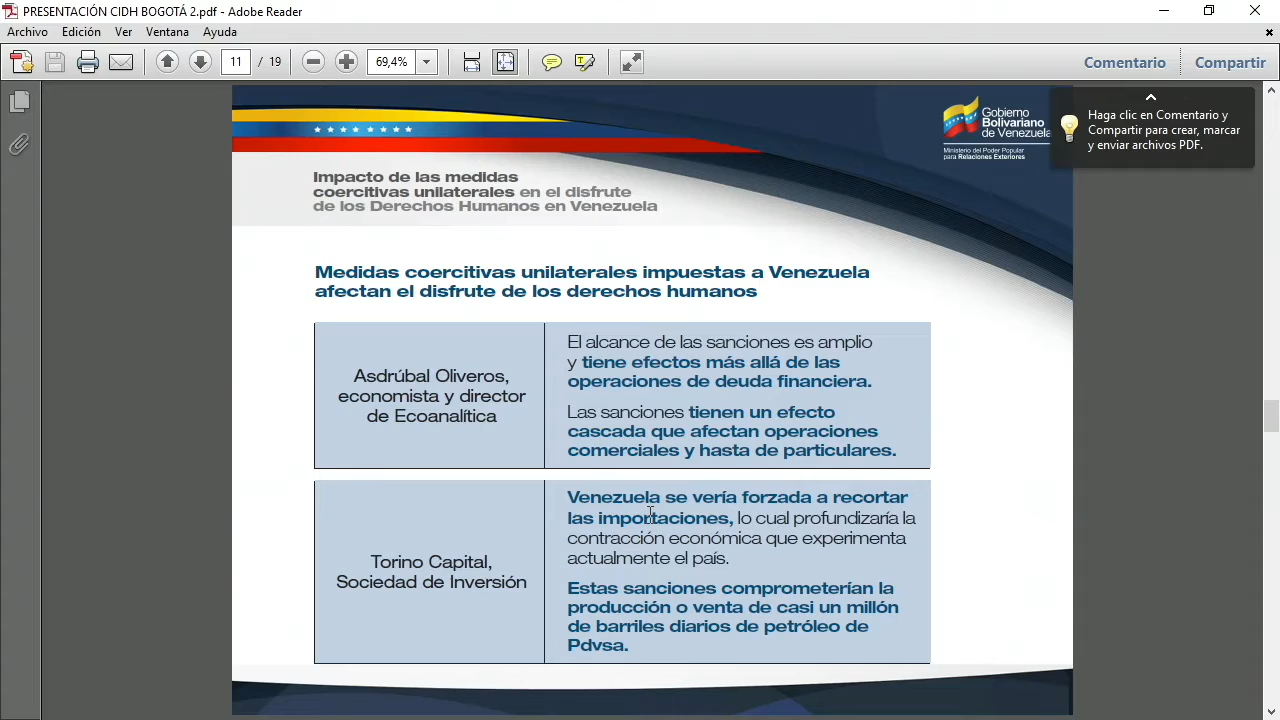 PRESENTACIÓN CIDH BOGOTÁ 2.pdf - Adobe Reader
Archivo Edición Ver Ventana Ayuda
11 / 19 69,4% Comentario Compartir
Haga clic en Comentario y
Compartir para crear, marcar
y enviar archivos PDF.
Gobierno
Bolivariano
de Venezuela
Ministerio del Poder Popular
para Relaciones Exteriores
Impacto de las medidas
coercitivas unilaterales en el disfrute
de los Derechos Humanos en Venezuela
Medidas coercitivas unilaterales impuestas a Venezuela
afectan el disfrute de los derechos humanos
Asdrúbal Oliveros,
economista y director
de Ecoanalítica
El alcance de las sanciones es amplio
y tiene efectos más allá de las
operaciones de deuda financiera.
Las sanciones tienen un efecto
cascada que afectan operaciones
comerciales y hasta de particulares.
Torino Capital,
Sociedad de Inversión
Venezuela se vería forzada a recortar
las importaciones, lo cual profundizaría la
contracción económica que experimenta
actualmente el país.
Estas sanciones comprometerían la
producción o venta de casi un millón
de barriles diarios de petróleo de
Pdvsa.